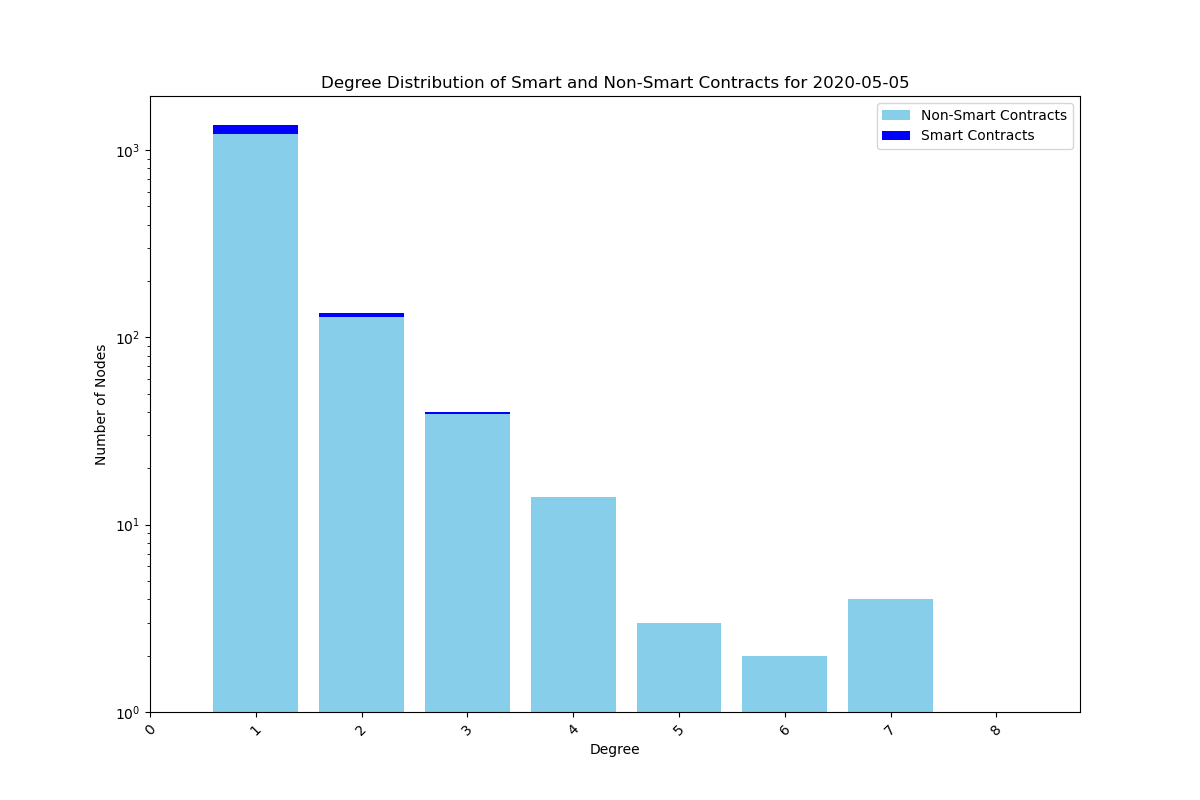 Degree Distribution of Smart and Non-Smart Contracts for 2020-05-05
Non-Smart Contracts
Smart Contracts
Number of Nodes
10³
10²
10¹
10⁰
0 1 2 3 4 5 6 7 8
Degree